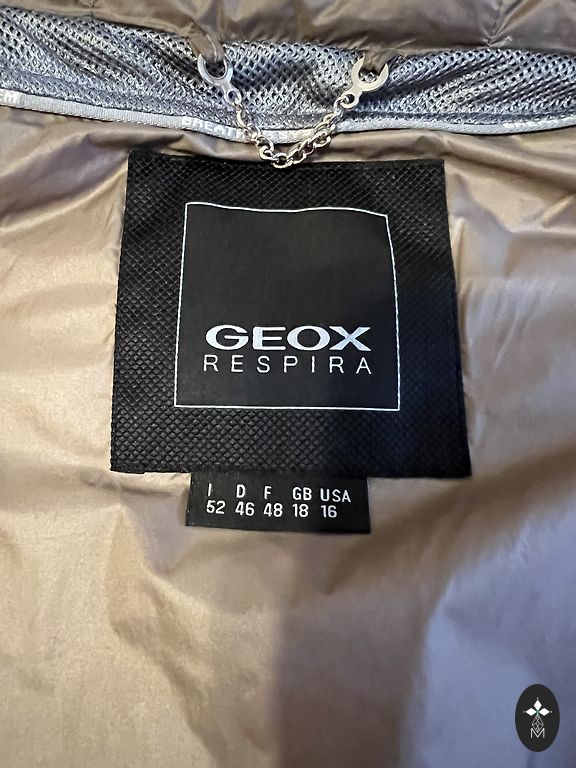 GEOX
RESPIRA
I D F GB USA
52 46 48 18 16
M